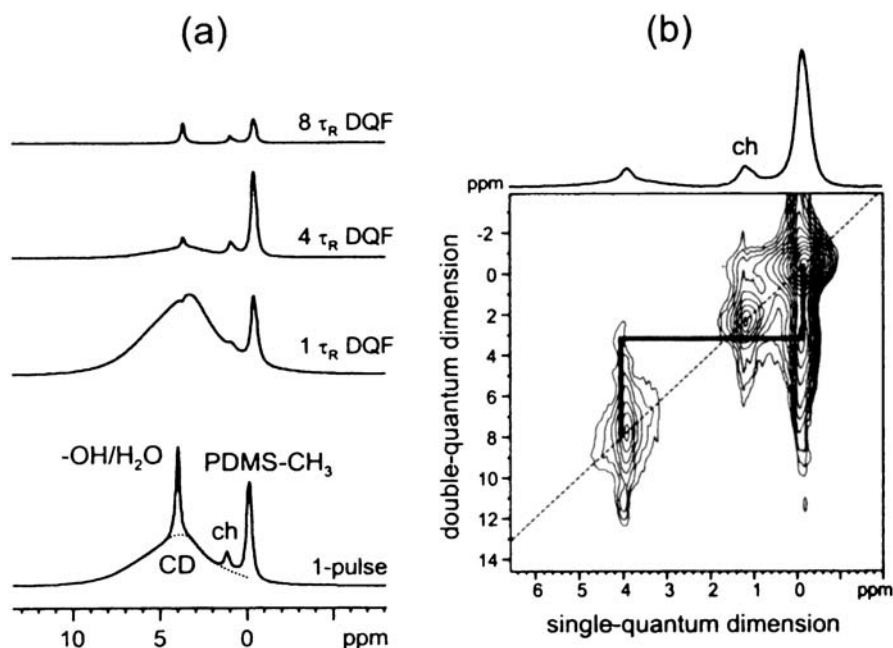 (a)
8 τR DQF
4 τR DQF
1 τR DQF
-OH/H2O
PDMS-CH3
ch
CD
1-pulse
10 5 0 ppm
(b)
ch
ppm
-2
0
2
4
6
8
10
12
14
double-quantum dimension
6 5 4 3 2 1 0 ppm
single-quantum dimension